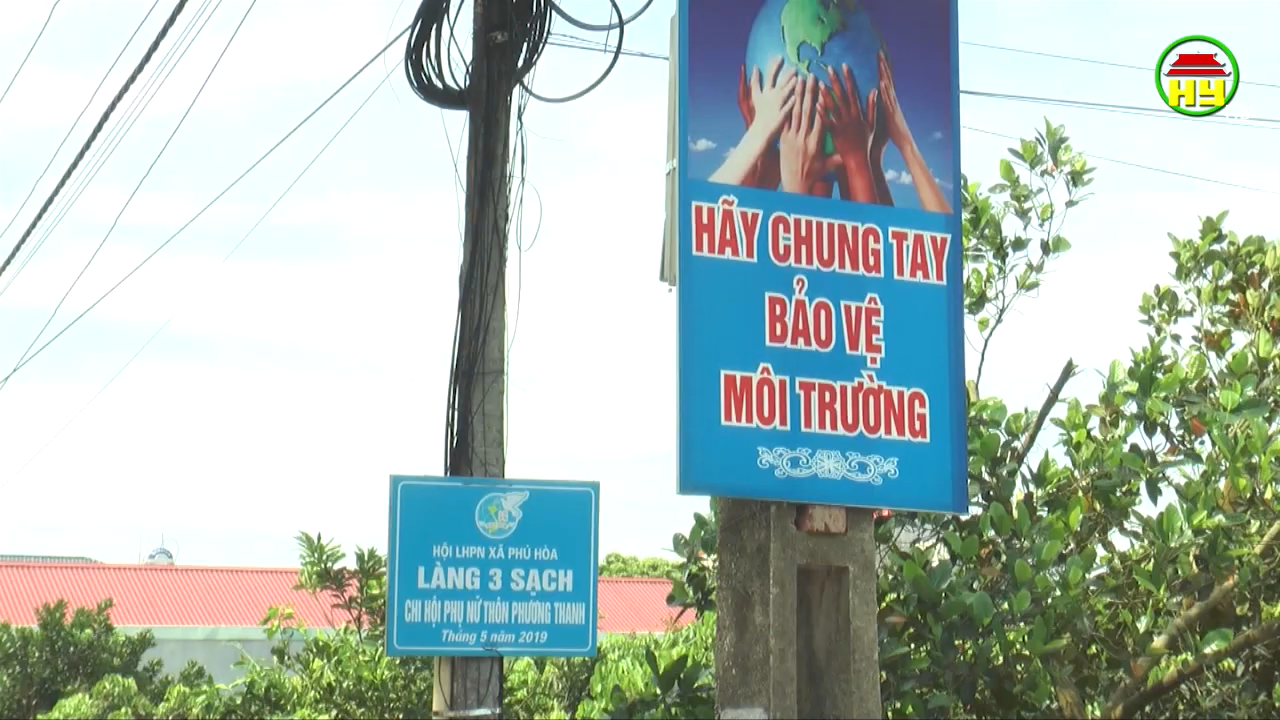 HY
HÃY CHUNG TAY
BẢO VỆ
MÔI TRƯỜNG
HỘI LHPN XÃ PHÚ HÒA
LÀNG 3 SẠCH
CHI HỘI PHỤ NỮ THÔN PHƯƠNG THANH
Tháng 5 năm 2019